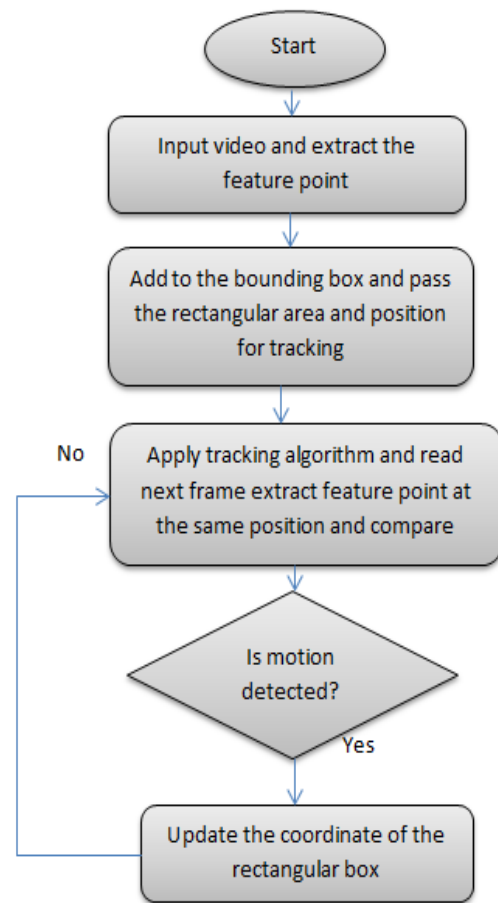 Start
Input video and extract the
feature point
Add to the bounding box and pass
the rectangular area and position
for tracking
No
Apply tracking algorithm and read
next frame extract feature point at
the same position and compare
Is motion
detected?
Yes
Update the coordinate of the
rectangular box